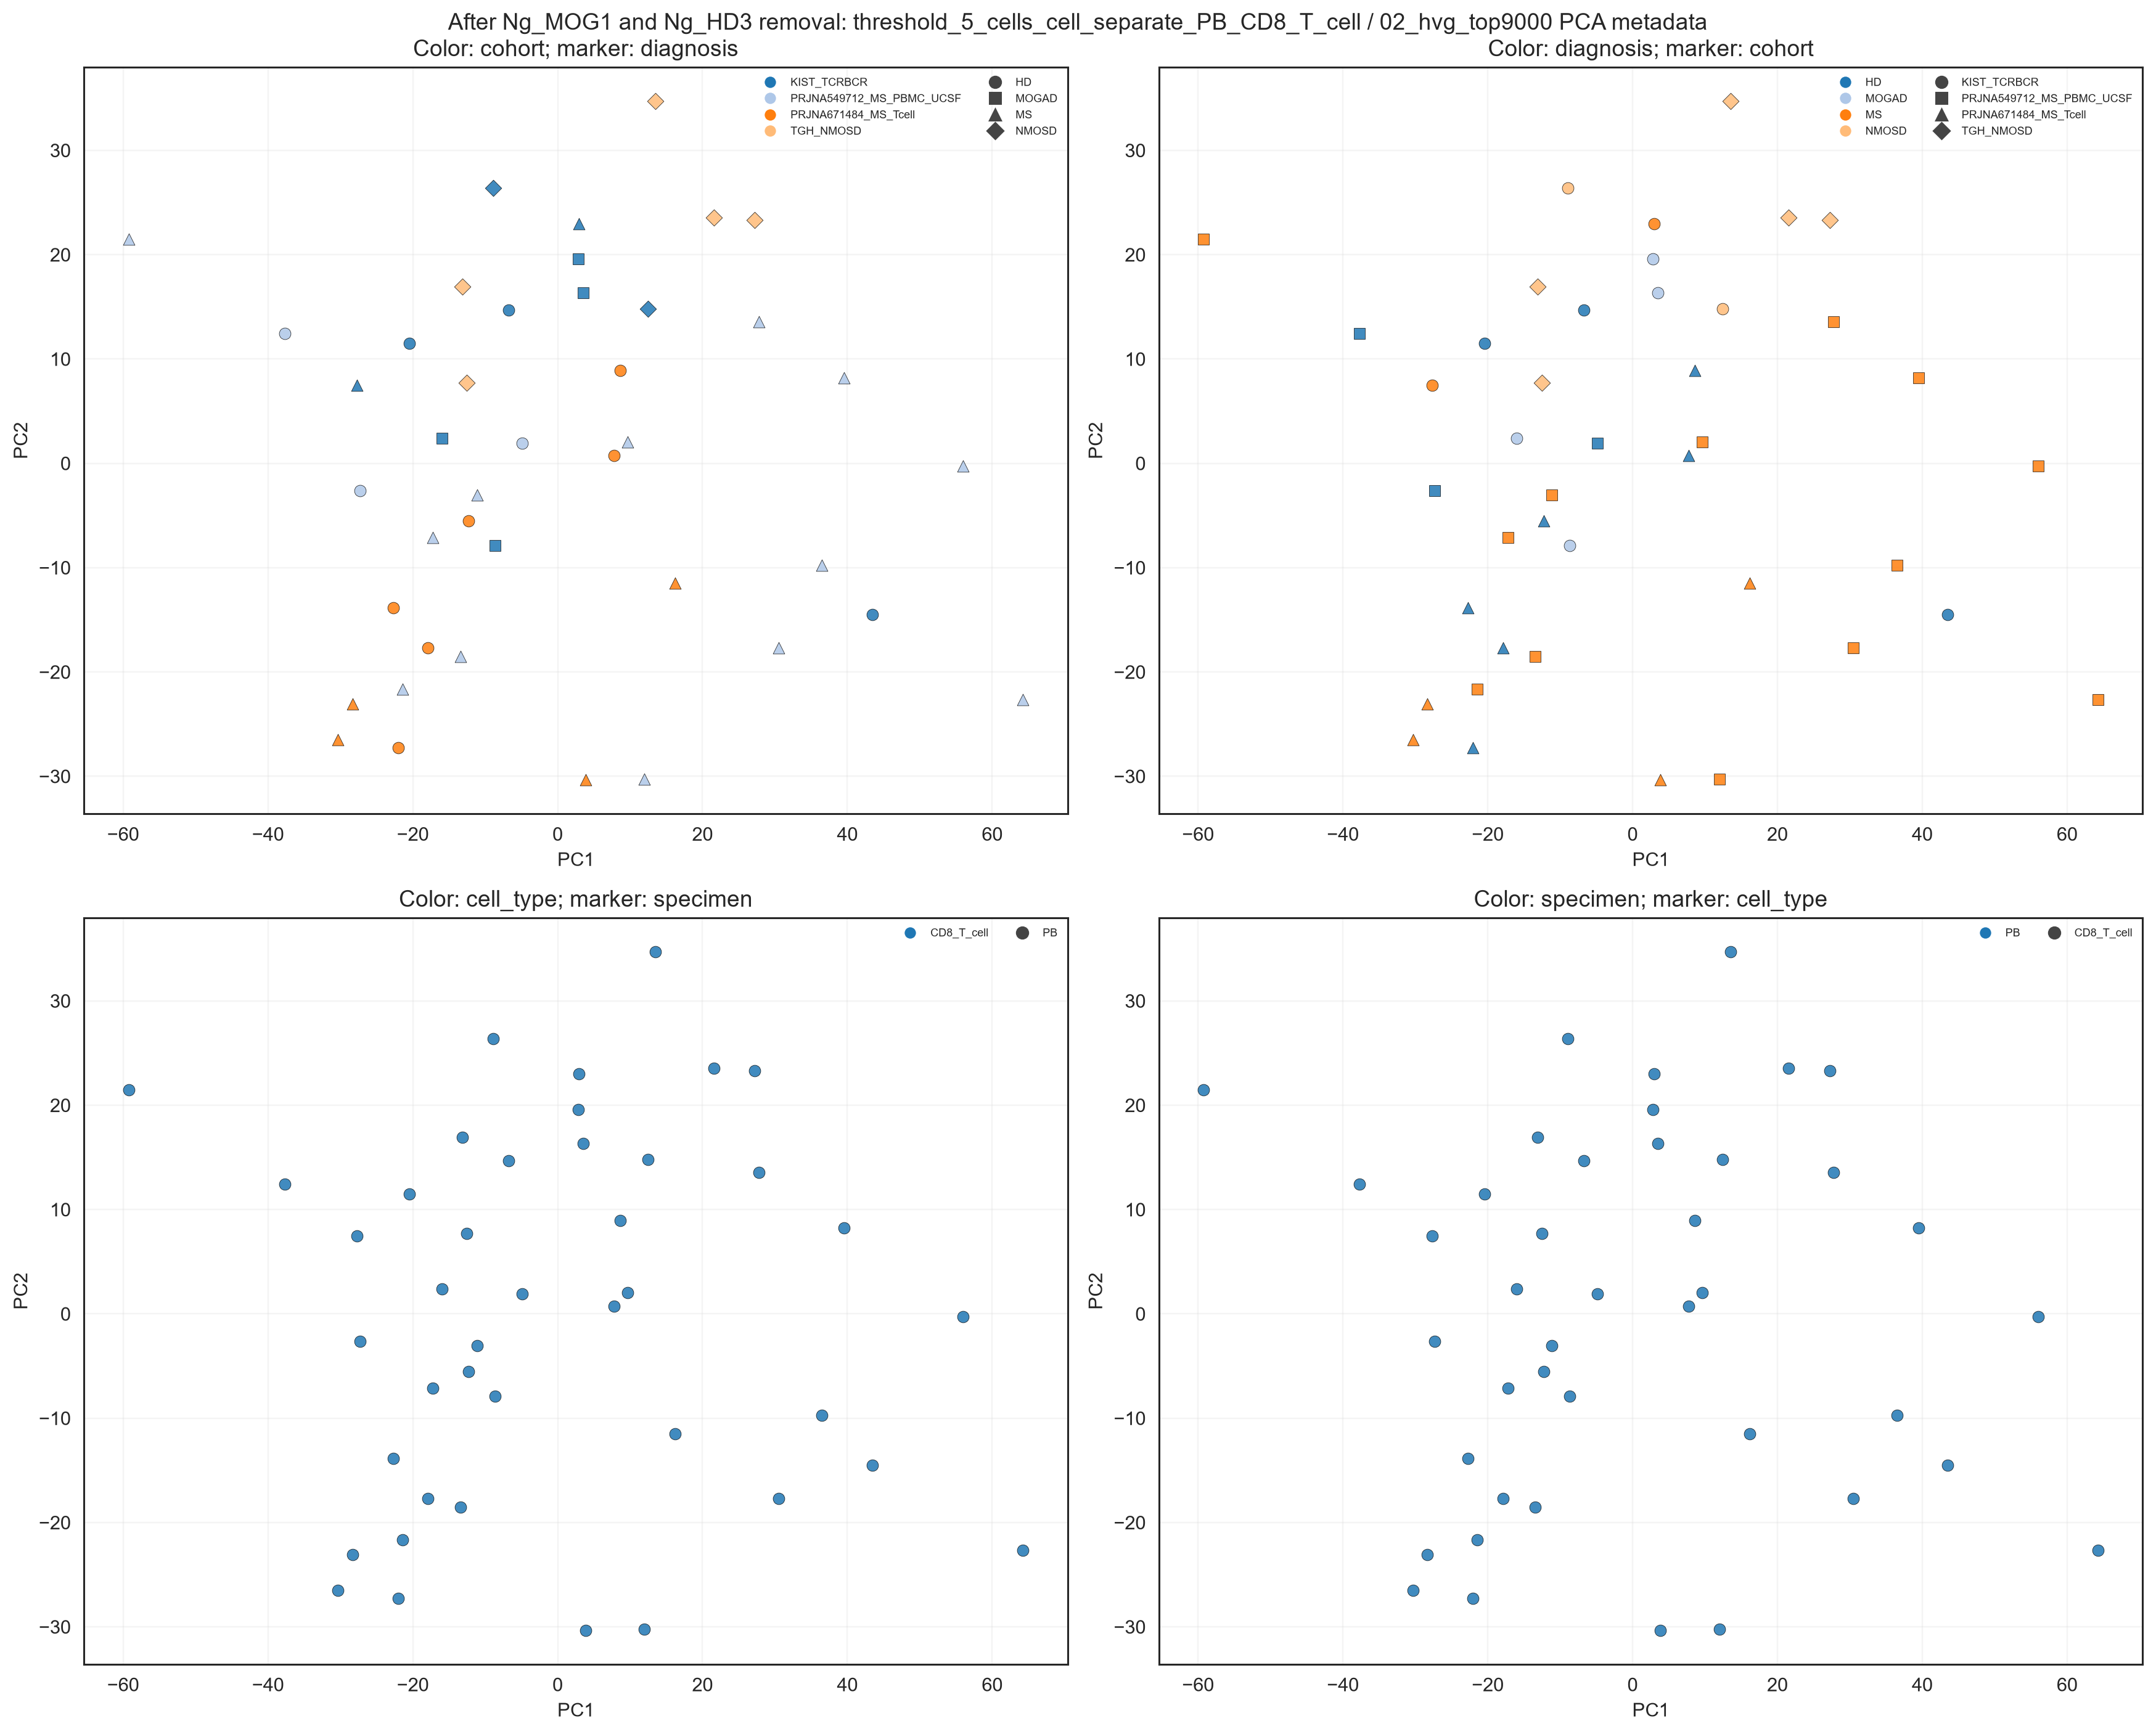 After Ng_MOG1 and Ng_HD3 removal: threshold_5_cells_cell_separate_PB_CD8_T_cell / 02_hvg_top9000 PCA metadata
Color: cohort; marker: diagnosis
KIST_TCRBCR HD
PRJNA549712_MS_PBMC_UCSF MOGAD
PRJNA671484_MS_Tcell MS
TGH_NMOSD NMOSD
30
20
10
0
−10
−20
−30
PC2
−60 −40 −20 0 20 40 60
PC1
Color: diagnosis; marker: cohort
HD KIST_TCRBCR
MOGAD PRJNA549712_MS_PBMC_UCSF
MS PRJNA671484_MS_Tcell
NMOSD TGH_NMOSD
30
20
10
0
−10
−20
−30
PC2
−60 −40 −20 0 20 40 60
PC1
Color: cell_type; marker: specimen
CD8_T_cell PB
30
20
10
0
−10
−20
−30
PC2
−60 −40 −20 0 20 40 60
PC1
Color: specimen; marker: cell_type
PB CD8_T_cell
30
20
10
0
−10
−20
−30
PC2
−60 −40 −20 0 20 40 60
PC1